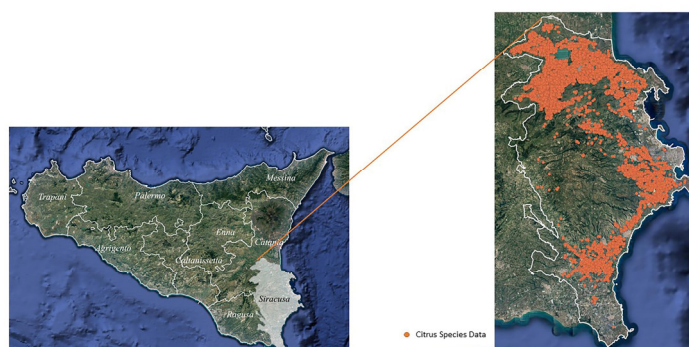 Messina
Trapani
Palermo
Enna
Catania
Agrigento
Caltanissetta
Siracusa
Ragusa
Citrus Species Data